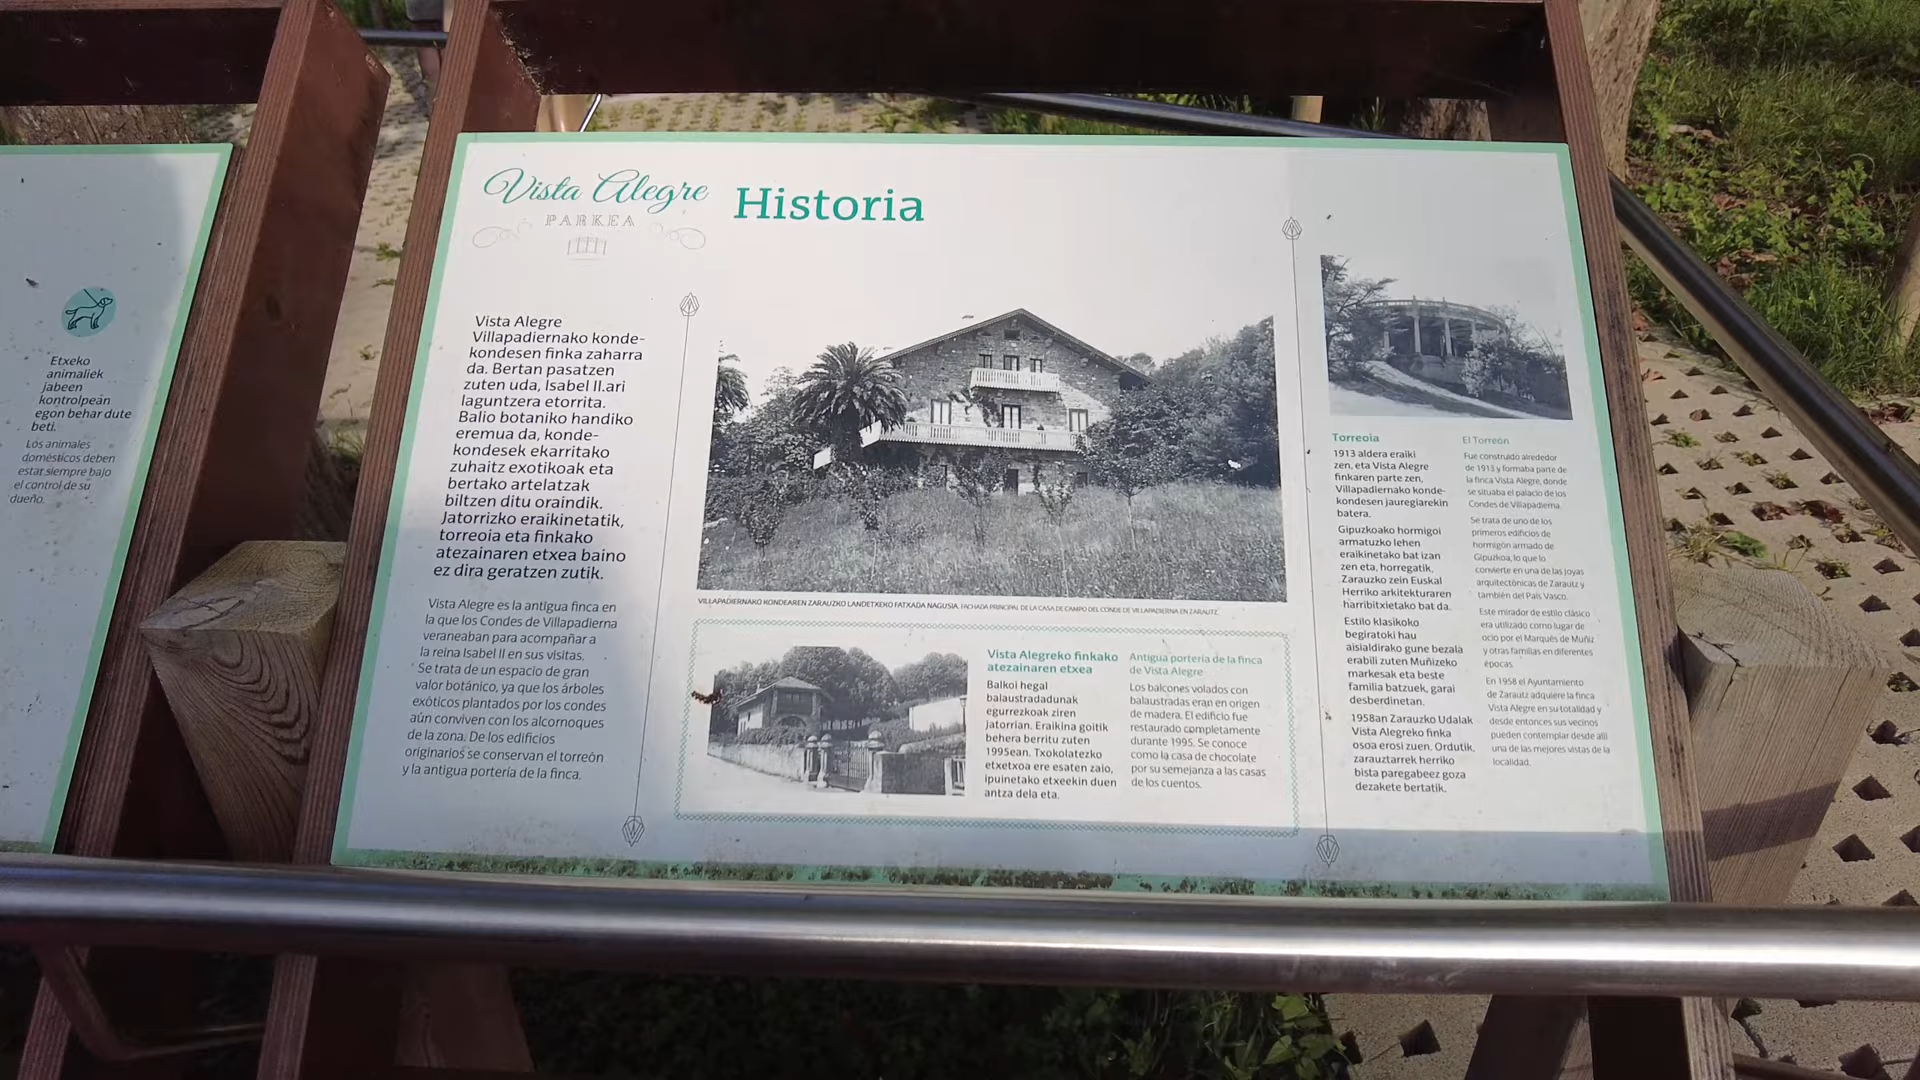 Etxeko
animaliek
jabeen
kontrolpean
egon behar dute
beti.
Los animales
domésticos deben
estar siempre bajo
el control de su
dueño.
Vista Alegre
PARKEA
Historia
Vista Alegre
Villapadiernako konde-
kondesen finka zaharra
da. Bertan pasatzen
zuten uda, Isabel II.ari
laguntzera etorrita.
Balio botaniko handiko
eremua da, konde-
kondesek ekarritako
zuhaitz exotikoak eta
bertako artelatzak
biltzen ditu oraindik.
Jatorrizko eraikinetatik,
torreoia eta finkako
atezainaren etxea baino
ez dira geratzen zutik.
Vista Alegre es la antigua finca en
la que los Condes de Villapadierna
veraneaban para acompañar a
la reina Isabel II en sus visitas.
Se trata de un espacio de gran
valor botánico, ya que los árboles
exóticos plantados por los condes
aún conviven con los alcornoques
de la zona. De los edificios
originarios se conservan el torreón
y la antigua portería de la finca.
VILLAPADIERNAKO KONDEAREN ZARAUZKO LANDETXEKO FATXADA NAGUSIA. FACHADA PRINCIPAL DE LA CASA DE CAMPO DEL CONDE DE VILLAPADIERNA EN ZARAUTZ.
Vista Alegreko finkako
atezainaren etxea
Balkoi hegal
balaustradadunak
egurrezkoak ziren
jatorrian. Eraikina goitik
behera berritu zuten
1995ean. Txokolatezko
etxetxoa ere esaten zaio,
ipuinetako etxeekin duen
antza dela eta.
Antigua portería de la finca
de Vista Alegre
Los balcones volados con
balaustradas eran en origen
de madera. El edificio fue
restaurado completamente
durante 1995. Se conoce
como la casa de chocolate
por su semejanza a las casas
de los cuentos.
Torreoia
1913 aldera eraiki
zen, eta Vista Alegre
finkaren parte zen,
Villapadiernako konde-
kondesen jauregiarekin
batera.
Gipuzkoako hormigoi
armatuzko lehen
eraikinetako bat izan
zen eta, horregatik,
Zarauzko zein Euskal
Herriko arkitekturaren
harribitxietako bat da.
Estilo klasikoko
begiratoki hau
aisialdirako gune bezala
erabili zuten Muñizeko
markesak eta beste
familia batzuek, garai
desberdinetan.
1958an Zarauzko Udalak
Vista Alegreko finka
osoa erosi zuen. Ordutik,
zarauztarrek herriko
bista paregabeez goza
dezakete bertatik.
El Torreón
Fue construido alrededor
de 1913 y formaba parte de
la finca Vista Alegre, donde
se situaba el palacio de los
Condes de Villapadierna.
Se trata de uno de los
primeros edificios de
hormigón armado de
Gipuzkoa, lo que lo
convierte en una de las joyas
arquitectónicas de Zarautz y
también del País Vasco.
Este mirador de estilo clásico
era utilizado como lugar de
ocio por el Marqués de Muñiz
y otras familias en diferentes
épocas.
En 1958 el Ayuntamiento
de Zarautz adquiere la finca
Vista Alegre en su totalidad y
desde entonces sus vecinos
pueden contemplar desde allí
una de las mejores vistas de la
localidad.